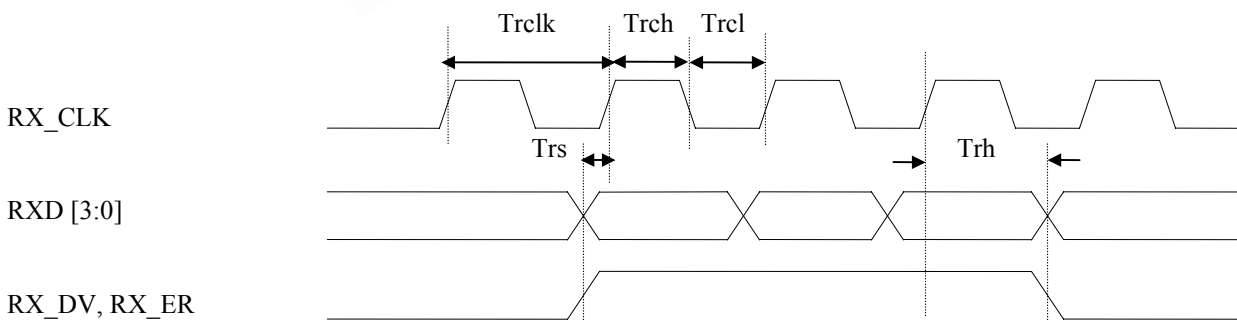 Trclk Trch Trcl
RX_CLK
Trs Trh
RXD [3:0]
RX_DV, RX_ER